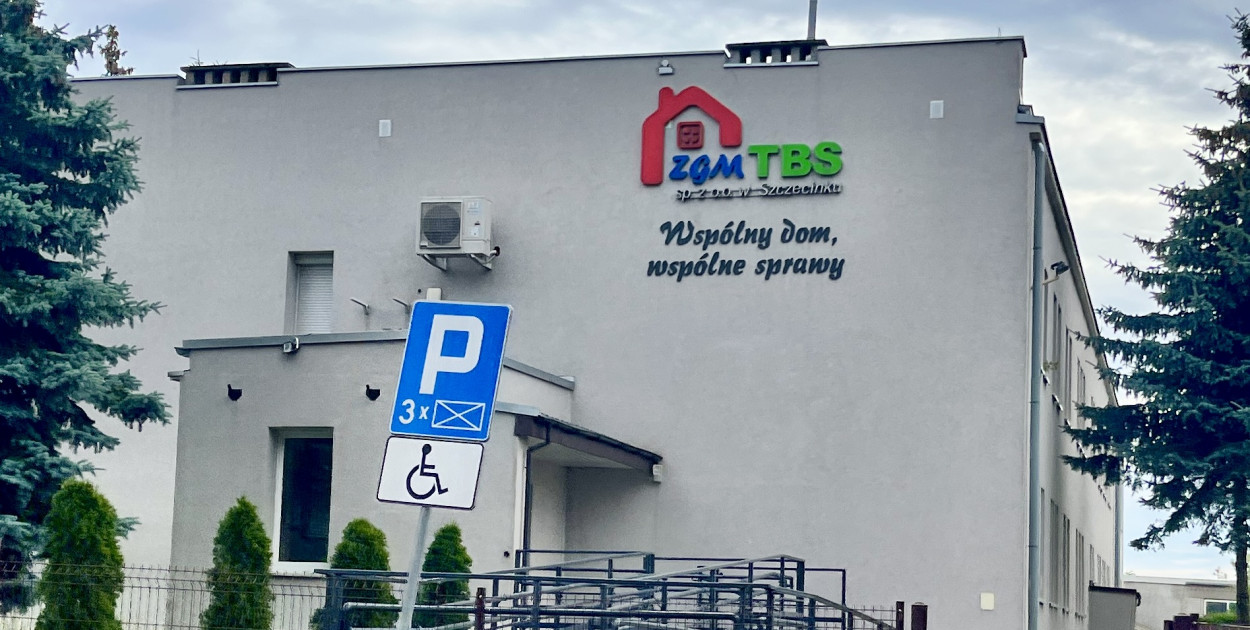 ZGM TBS
sp. z o.o. w Szczecinku
Wspólny dom,
wspólne sprawy
P
3x